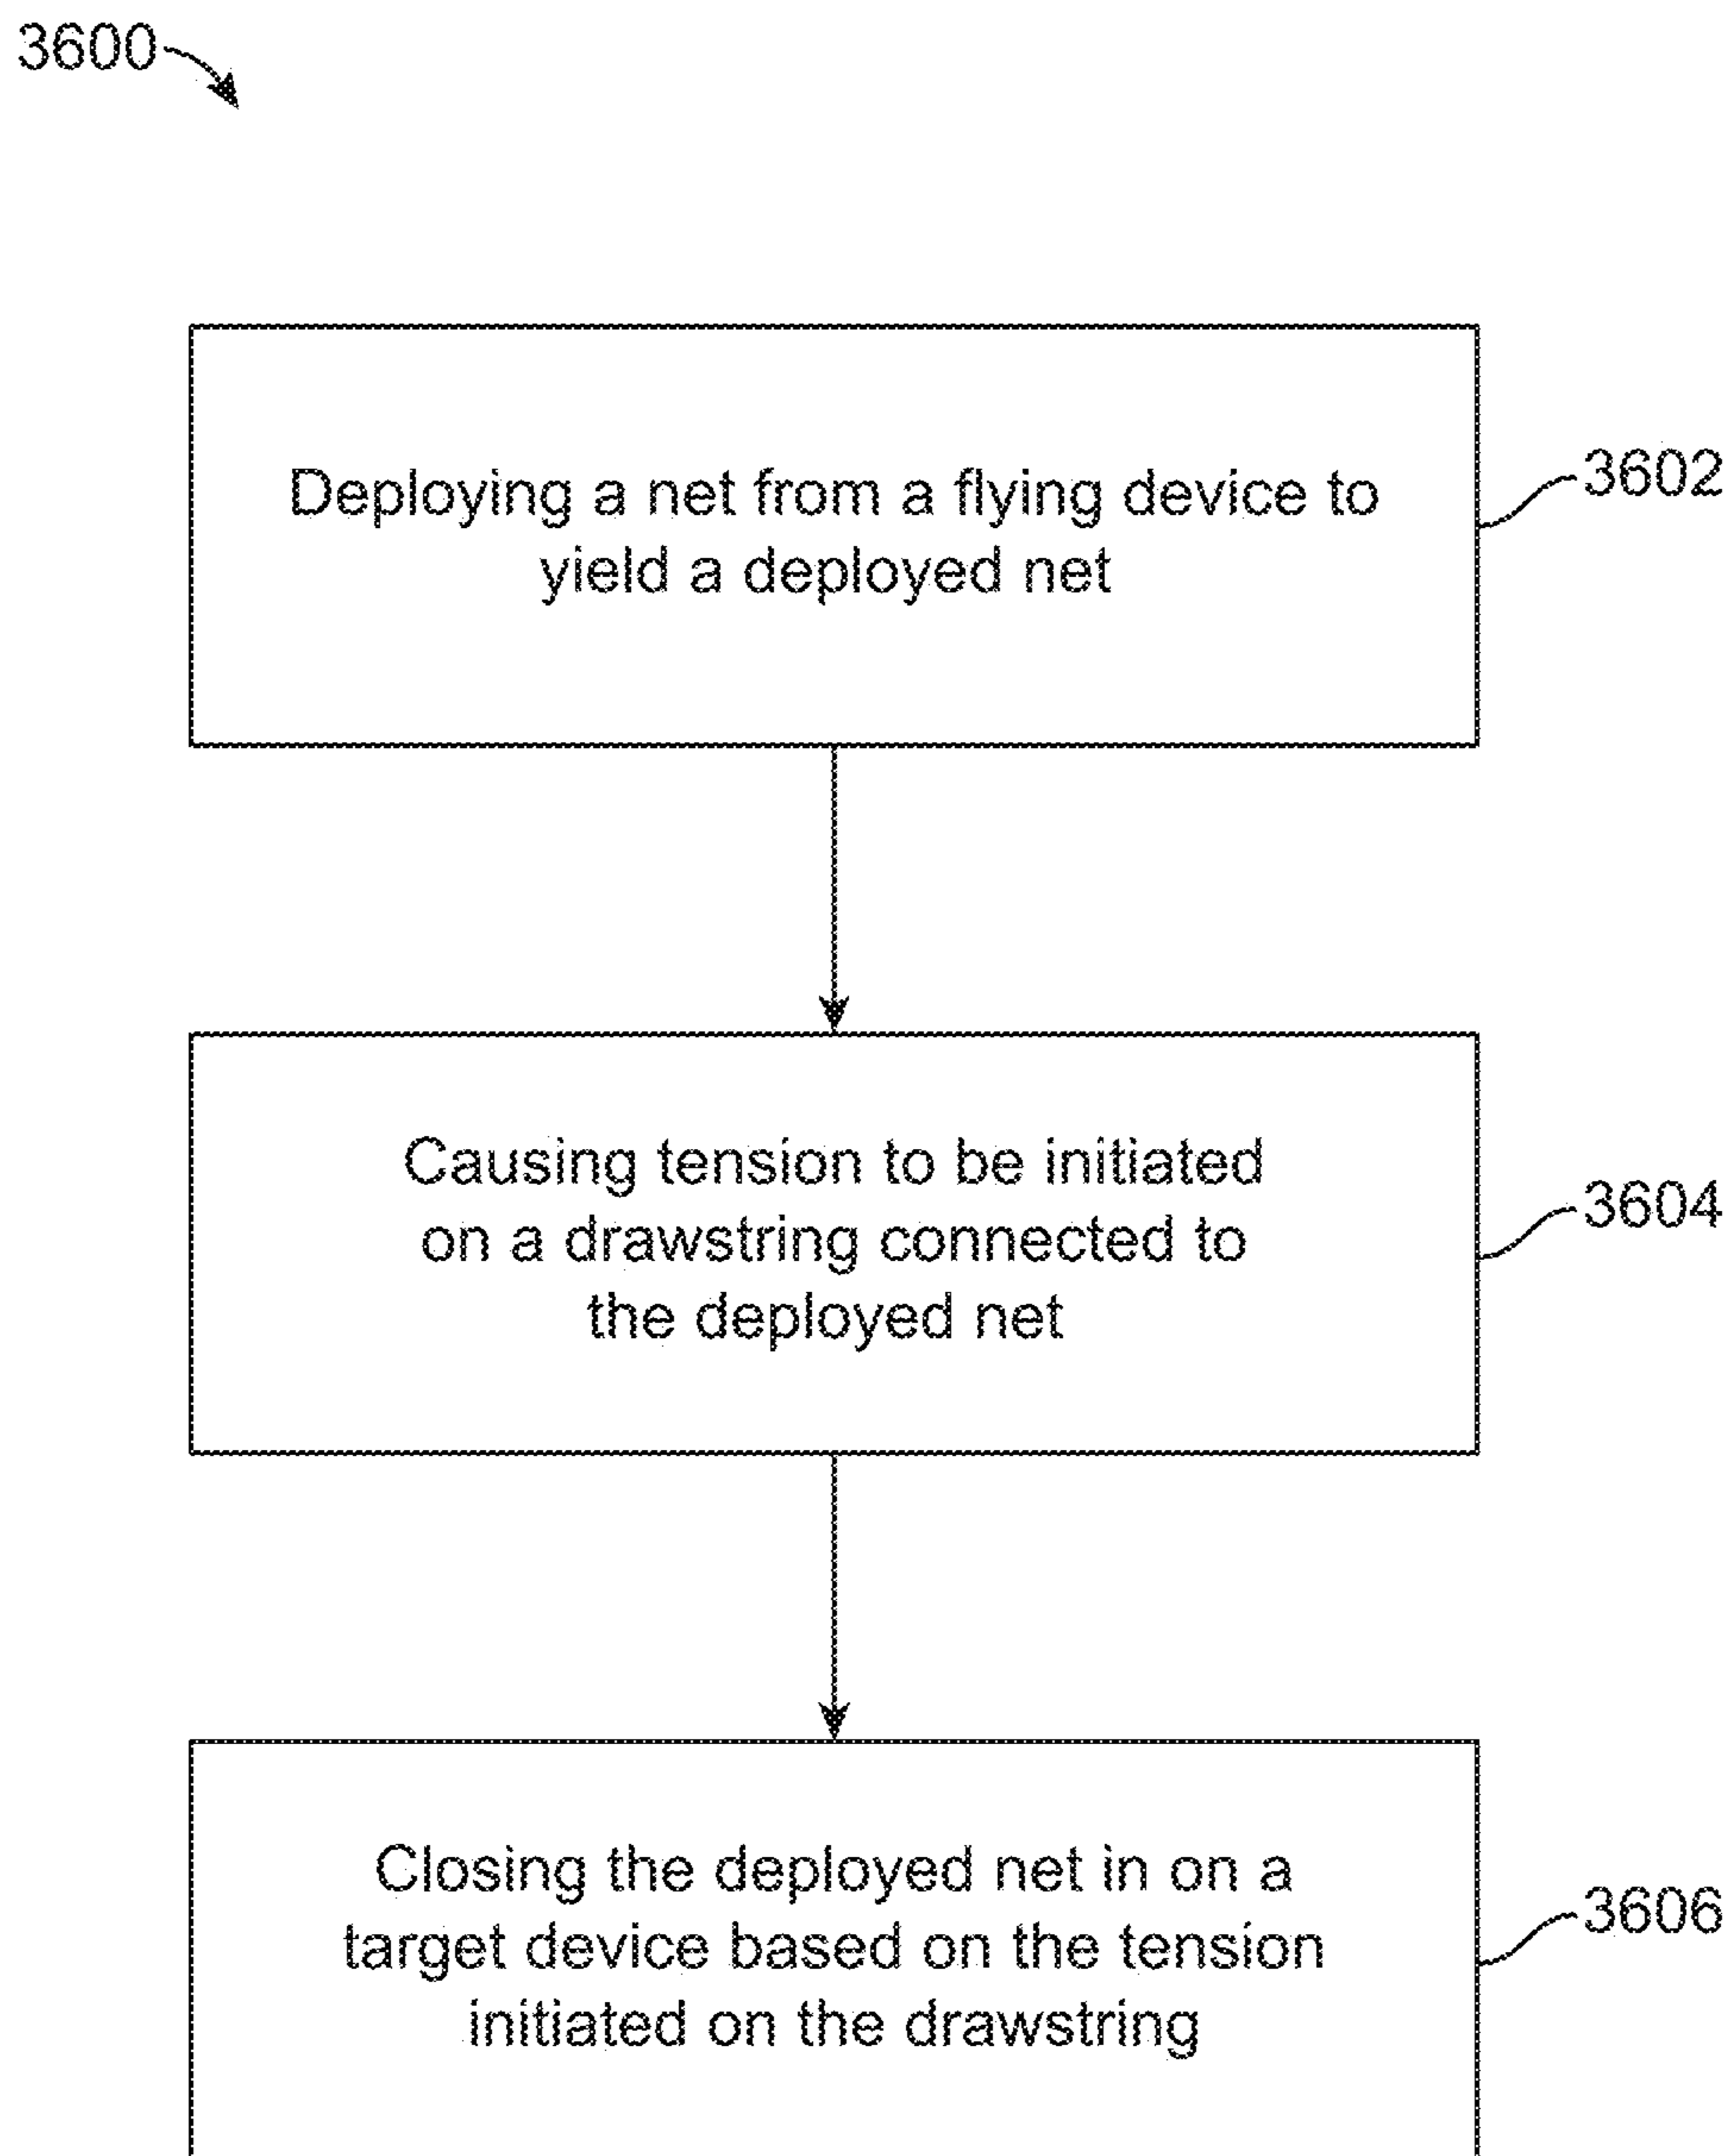 3600
Deploying a net from a flying device to
yield a deployed net
3602
Causing tension to be initiated
on a drawstring connected to
the deployed net
3604
Closing the deployed net in on a
target device based on the tension
initiated on the drawstring
3606